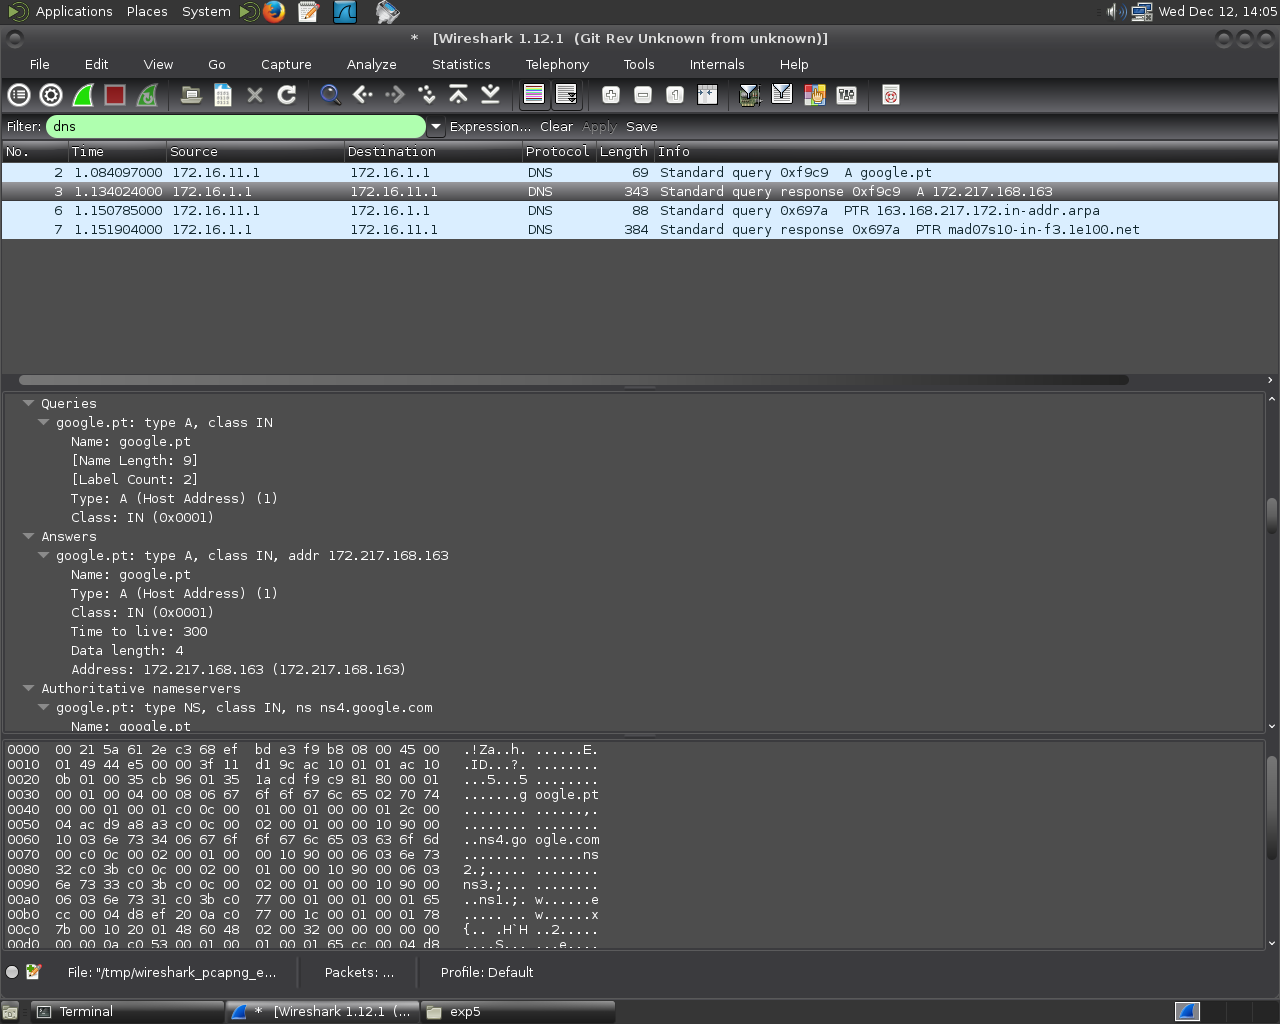 Applications Places System Wed Dec 12, 14:05
* [Wireshark 1.12.1 (Git Rev Unknown from unknown)]
File Edit View Go Capture Analyze Statistics Telephony Tools Internals Help
Filter: dns Expression... Clear Apply Save
No. Time Source Destination Protocol Length Info
2 1.084097000 172.16.11.1 172.16.1.1 DNS 69 Standard query 0xf9c9 A google.pt
3 1.134024000 172.16.1.1 172.16.11.1 DNS 343 Standard query response 0xf9c9 A 172.217.168.163
6 1.150785000 172.16.11.1 172.16.1.1 DNS 88 Standard query 0x697a PTR 163.168.217.172.in-addr.arpa
7 1.151904000 172.16.1.1 172.16.11.1 DNS 384 Standard query response 0x697a PTR mad07s10-in-f3.1e100.net
Queries
google.pt: type A, class IN
Name: google.pt
[Name Length: 9]
[Label Count: 2]
Type: A (Host Address) (1)
Class: IN (0x0001)
Answers
google.pt: type A, class IN, addr 172.217.168.163
Name: google.pt
Type: A (Host Address) (1)
Class: IN (0x0001)
Time to live: 300
Data length: 4
Address: 172.217.168.163 (172.217.168.163)
Authoritative nameservers
google.pt: type NS, class IN, ns ns4.google.com
Name: google.pt
0000 00 21 5a 61 2e c3 68 ef bd e3 f9 b8 08 00 45 00 .!Za..h. ......E.
0010 01 49 44 e5 00 00 3f 11 d1 9c ac 10 01 01 ac 10 .ID...?. ........
0020 0b 01 00 35 cb 96 01 35 1a cd f9 c9 81 80 00 01 ...5...5 ........
0030 00 01 00 04 00 08 06 67 6f 6f 67 6c 65 02 70 74 .......g oogle.pt
0040 00 00 01 00 01 c0 0c 00 01 00 01 00 00 01 2c 00 ........ ......,.
0050 04 ac d9 a8 a3 c0 0c 00 02 00 01 00 00 10 90 00 ........ ........
0060 10 03 6e 73 34 06 67 6f 6f 67 6c 65 03 63 6f 6d ..ns4.go ogle.com
0070 00 c0 0c 00 02 00 01 00 00 10 90 00 06 03 6e 73 ........ ......ns
0080 32 c0 3b c0 0c 00 02 00 01 00 00 10 90 00 06 03 2.;..... ........
0090 6e 73 33 c0 3b c0 0c 00 02 00 01 00 00 10 90 00 ns3.;... ........
00a0 06 03 6e 73 31 c0 3b c0 77 00 01 00 01 00 01 65 ..ns1.;. w......e
00b0 cc 00 04 d8 ef 20 0a c0 77 00 1c 00 01 00 01 78 ..... .. w......x
00c0 7b 00 10 20 01 48 60 48 02 00 32 00 00 00 00 00 {.. .H`H ..2.....
00d0 00 00 0a c0 53 00 01 00 01 00 01 65 cc 00 04 d8 ....S... ...e....
File: "/tmp/wireshark_pcapng_e... Packets: ... Profile: Default
Terminal * [Wireshark 1.12.1 (... exp5